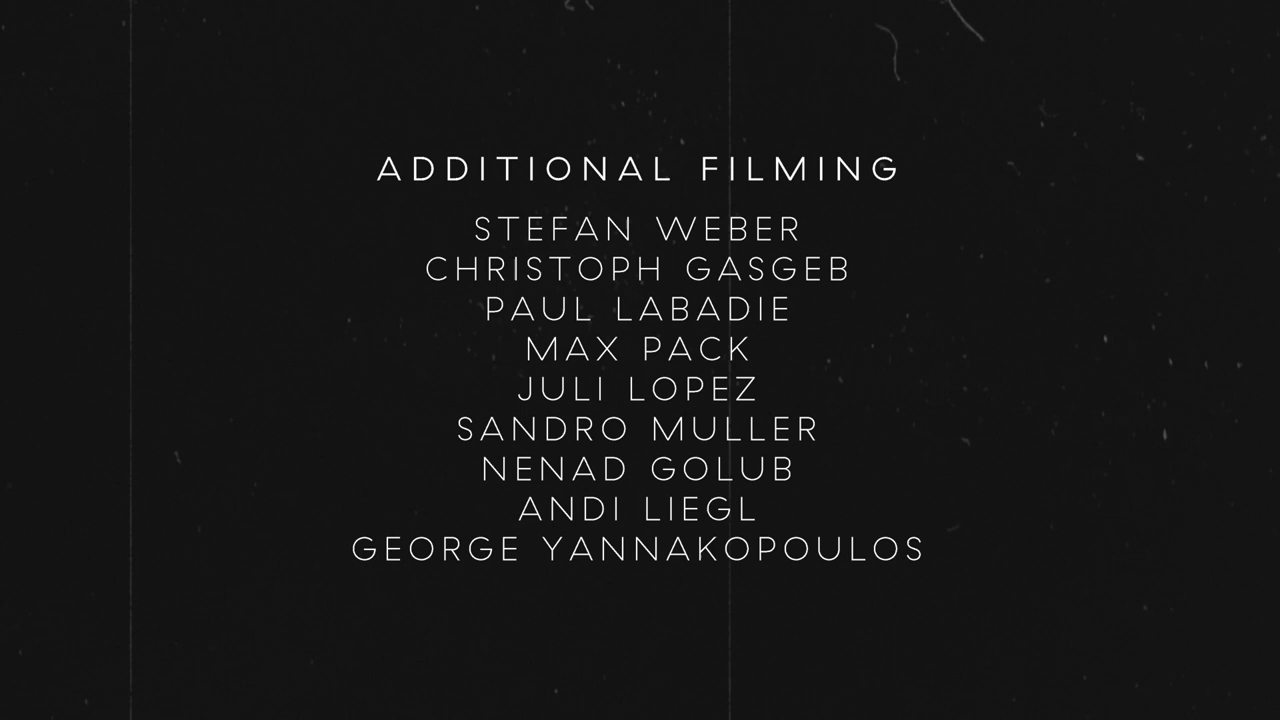 ADDITIONAL FILMING
STEFAN WEBER
CHRISTOPH GASGEB
PAUL LABADIE
MAX PACK
JULI LOPEZ
SANDRO MULLER
NENAD GOLUB
ANDI LIEGL
GEORGE YANNAKOPOULOS